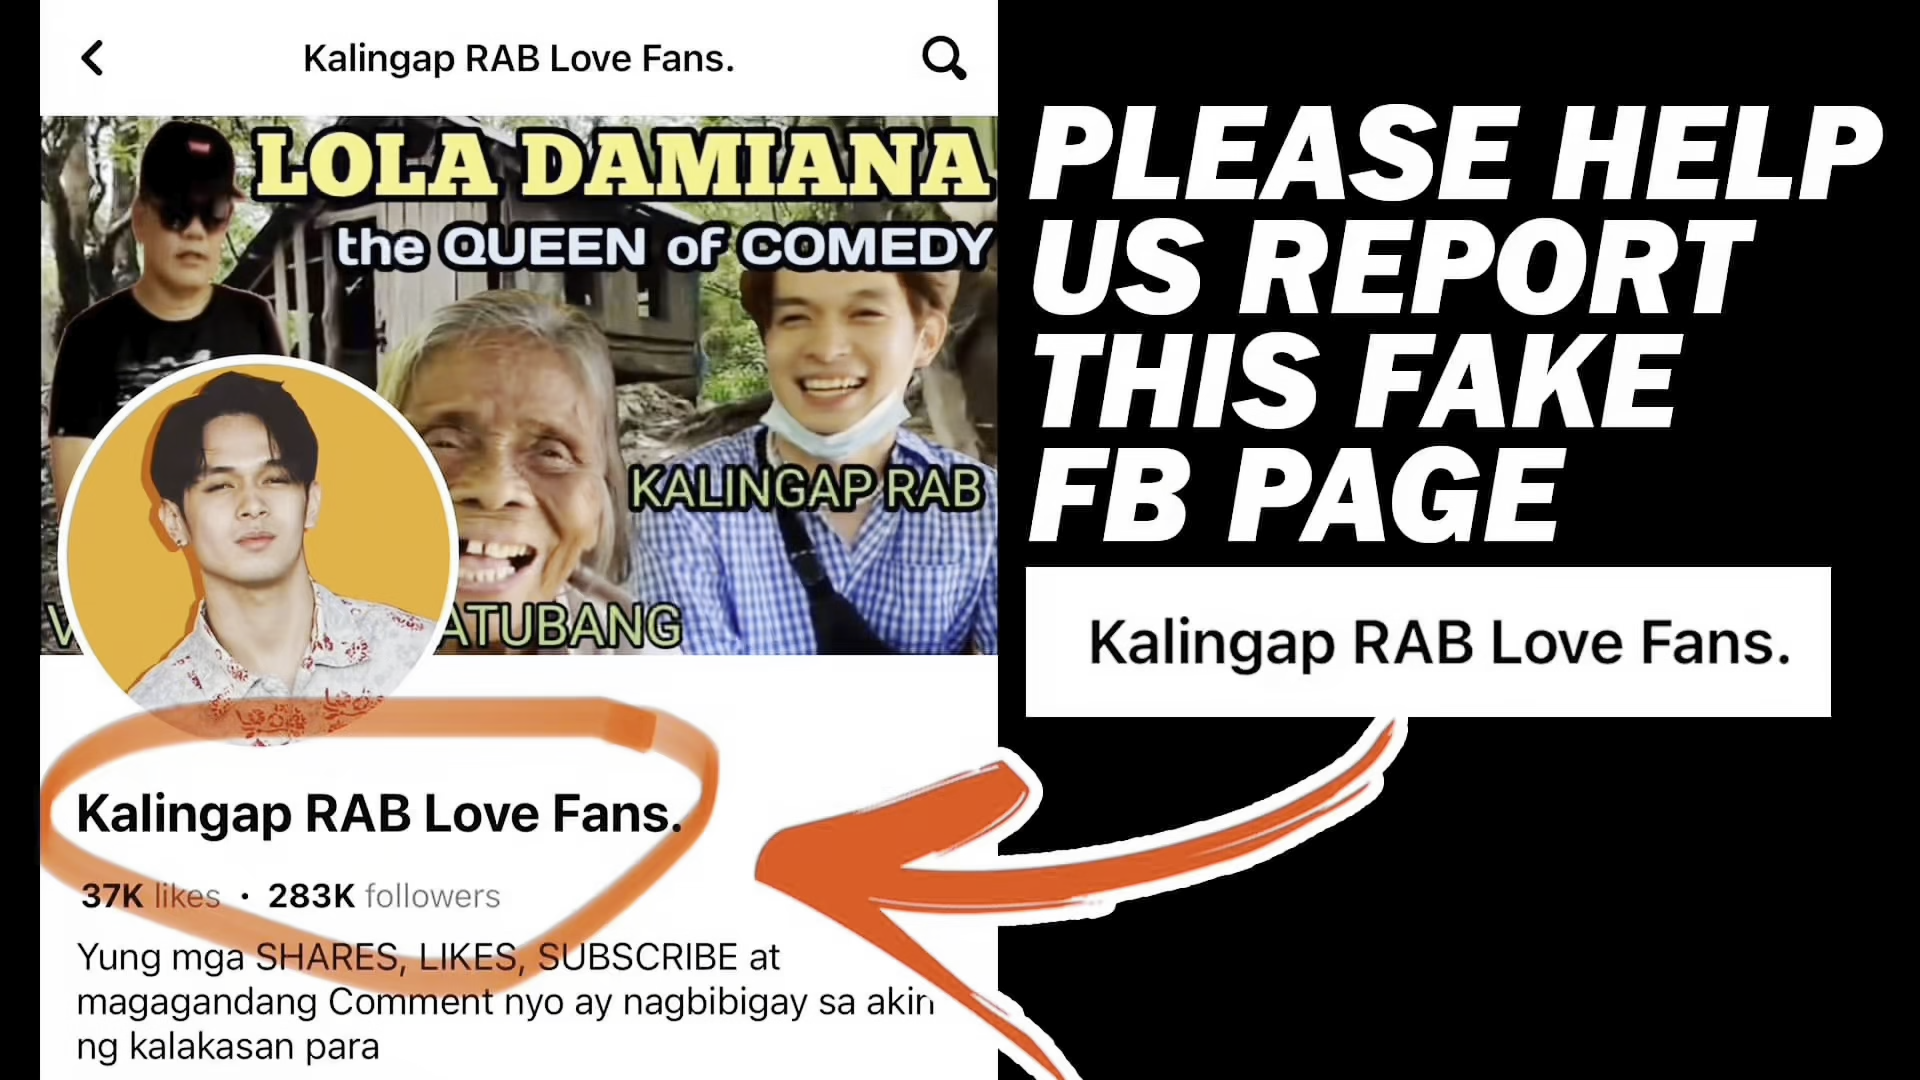 Kalingap RAB Love Fans.
LOLA DAMIANA
the QUEEN of COMEDY
KALINGAP RAB
ATUBANG
Kalingap RAB Love Fans.
37K likes · 283K followers
Yung mga SHARES, LIKES, SUBSCRIBE at
magagandang Comment nyo ay nagbibigay sa akin
ng kalakasan para
PLEASE HELP
US REPORT
THIS FAKE
FB PAGE
Kalingap RAB Love Fans.